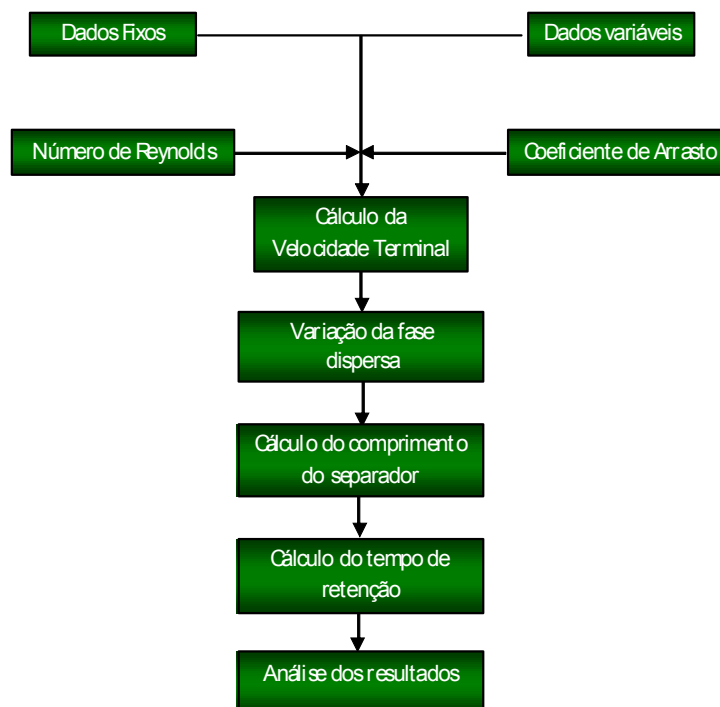 Dados Fixos
Dados variáveis
Número de Reynolds
Coeficiente de Arrasto
Cálculo da
Velocidade Terminal
Variação da fase
dispersa
Cálculo do comprimento
do separador
Cálculo do tempo de
retenção
Análise dos resultados